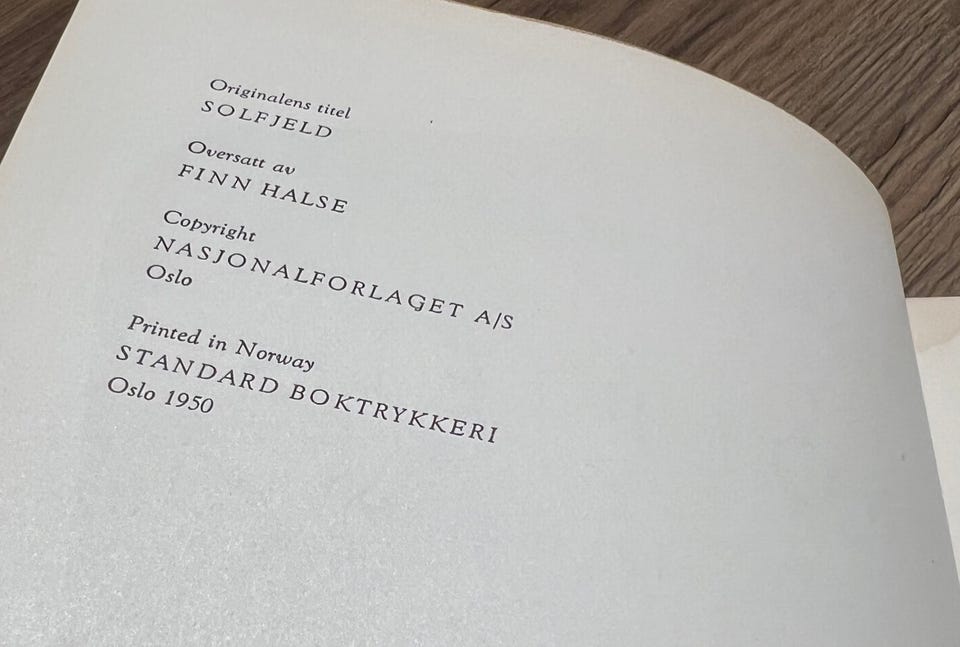 Originalens titel
SOLFJELD
Oversatt av
FINN HALSE
Copyright
NASJONALFORLAGET A/S
Oslo
Printed in Norway
STANDARD BOKTRYKKERI
Oslo 1950